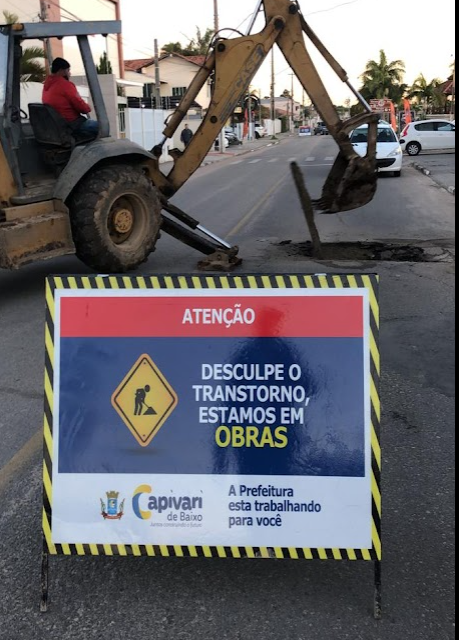 ATENÇÃO
DESCULPE O
TRANSTORNO,
ESTAMOS EM
OBRAS
Capivari
de Baixo
A Prefeitura
esta trabalhando
para você